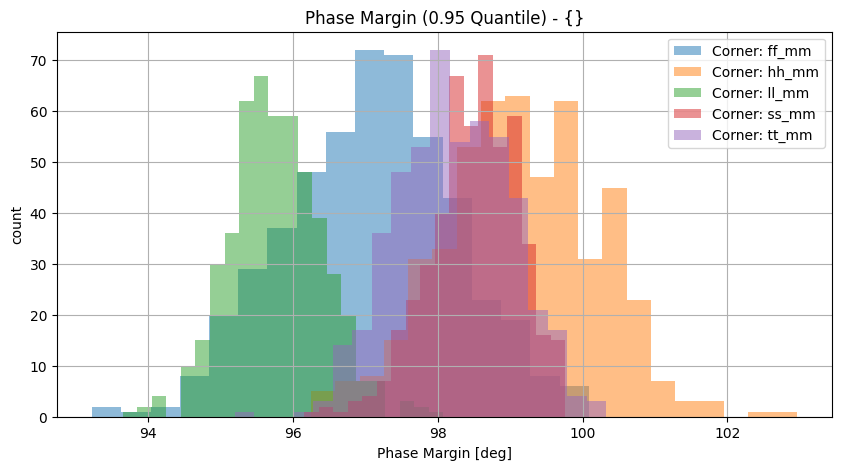 Phase Margin (0.95 Quantile) - {}
Corner: ff_mm
Corner: hh_mm
Corner: ll_mm
Corner: ss_mm
Corner: tt_mm
70
60
50
40
30
20
10
0
count
94 96 98 100 102
Phase Margin [deg]